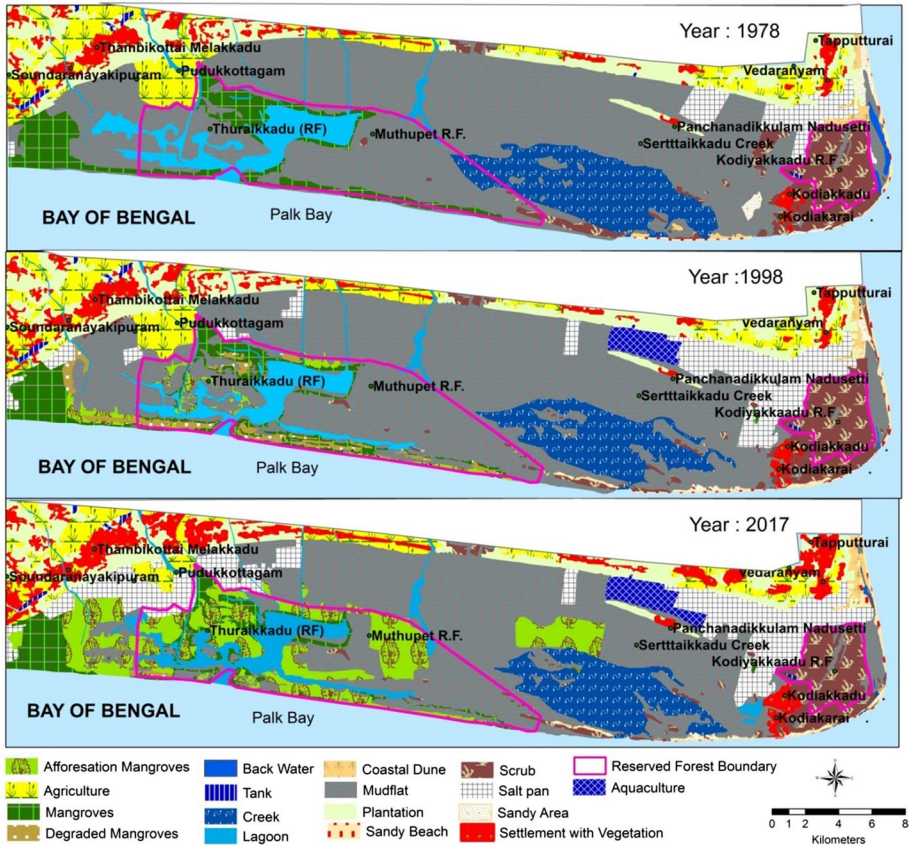 Year : 1978
Tapputturai
Thambikottai Melakkadu
Soundaranayakipuram
Pudukkottagam
Vedaranyam
Thuraikkadu (RF)
Muthupet R.F.
Panchanadikkulam Nadusetti
Sertttaikkadu Creek
Kodiyakkaadu R.F
Kodiakkadu
Kodiakarai
BAY OF BENGAL
Palk Bay
Year :1998
Tapputturai
Thambikottai Melakkadu
Soundaranayakipuram
Pudukkottagam
Vedaranyam
Thuraikkadu (RF)
Muthupet R.F.
Panchanadikkulam Nadusetti
Sertttaikkadu Creek
Kodiyakkaadu R.F
Kodiakkadu
Kodiakarai
BAY OF BENGAL
Palk Bay
Year : 2017
Tapputturai
Thambikottai Melakkadu
Soundaranayakipuram
Pudukkottagam
Vedaranyam
Thuraikkadu (RF)
Muthupet R.F.
Panchanadikkulam Nadusetti
Sertttaikkadu Creek
Kodiyakkaadu R.F
Kodiakkadu
Kodiakarai
BAY OF BENGAL
Palk Bay
Afforesation Mangroves
Agriculture
Mangroves
Degraded Mangroves
Back Water
Tank
Creek
Lagoon
Coastal Dune
Mudflat
Plantation
Sandy Beach
Scrub
Salt pan
Sandy Area
Settlement with Vegetation
Reserved Forest Boundary
Aquaculture
0 1 2 4 6 8
Kilometers